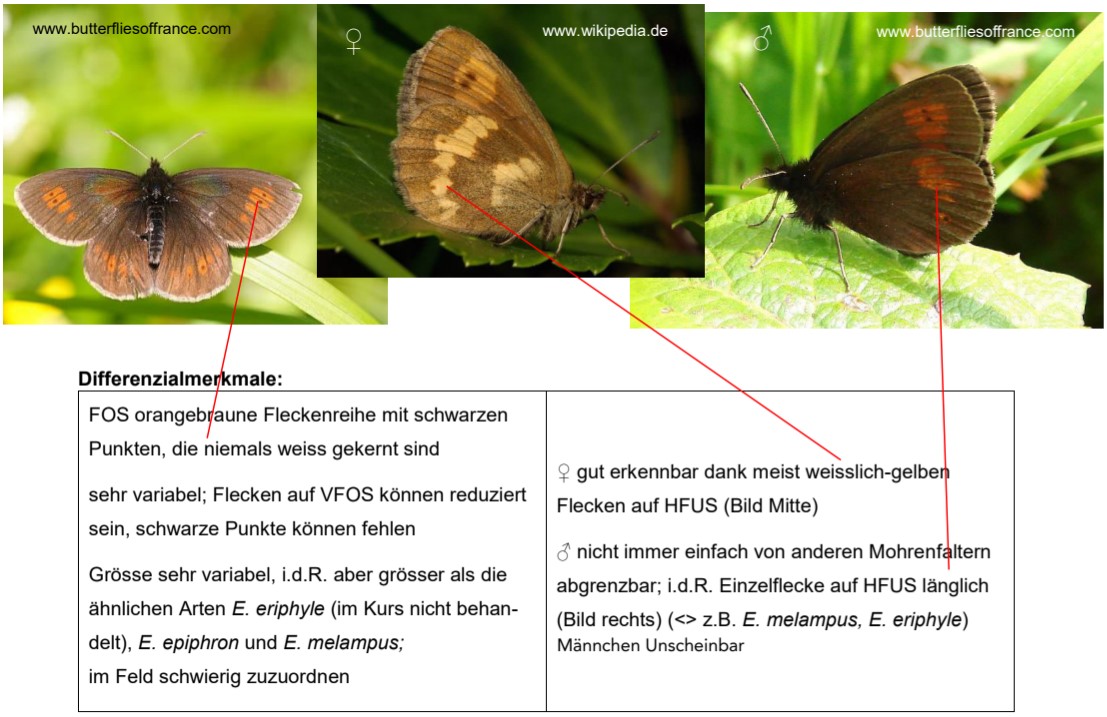 www.butterfliesoffrance.com
♀
www.wikipedia.de
♂
www.butterfliesoffrance.com
Differenzialmerkmale:
FOS orangebraune Fleckenreihe mit schwarzen
Punkten, die niemals weiss gekernt sind
sehr variabel; Flecken auf VFOS können reduziert
sein, schwarze Punkte können fehlen
Grösse sehr variabel, i.d.R. aber grösser als die
ähnlichen Arten E. eriphyle (im Kurs nicht behan-
delt), E. epiphron und E. melampus;
im Feld schwierig zuzuordnen
♀ gut erkennbar dank meist weisslich-gelben
Flecken auf HFUS (Bild Mitte)
♂ nicht immer einfach von anderen Mohrenfaltern
abgrenzbar; i.d.R. Einzelflecke auf HFUS länglich
(Bild rechts) (<> z.B. E. melampus, E. eriphyle)
Männchen Unscheinbar